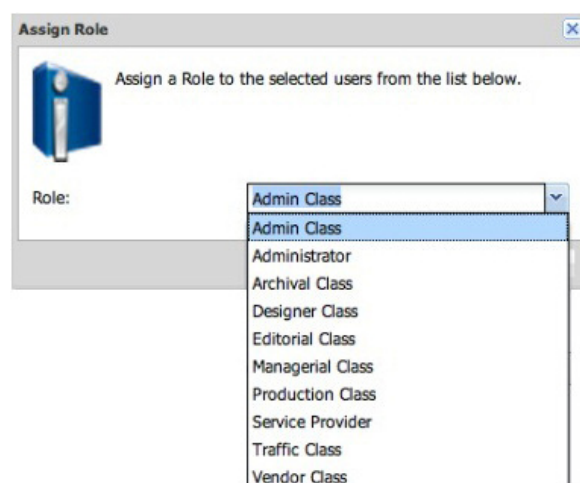 Assign Role
Assign a Role to the selected users from the list below.
Role:
Admin Class
Admin Class
Administrator
Archival Class
Designer Class
Editorial Class
Managerial Class
Production Class
Service Provider
Traffic Class
Vendor Class